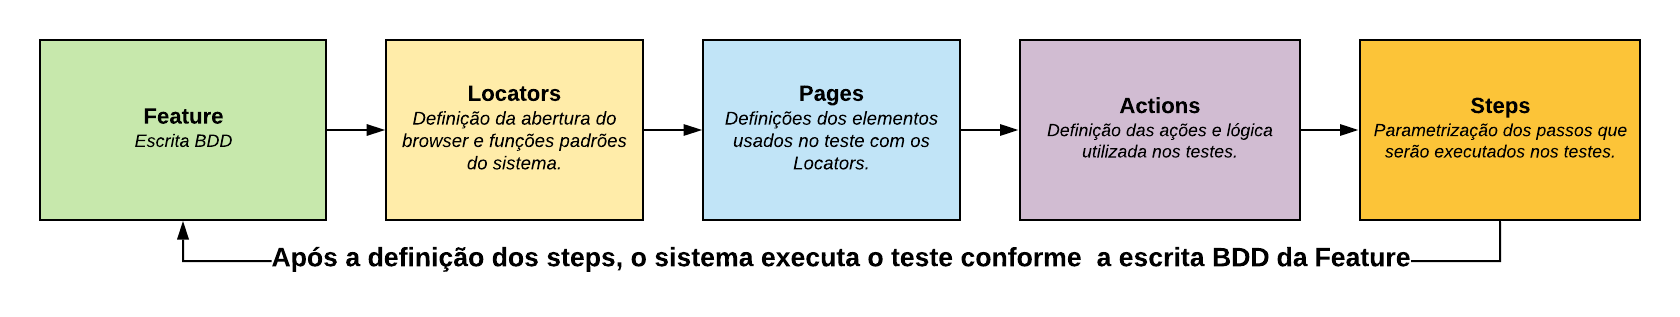 Feature
Escrita BDD
Locators
Definição da abertura do
browser e funções padrões
do sistema.
Pages
Definições dos elementos
usados no teste com os
Locators.
Actions
Definição das ações e lógica
utilizada nos testes.
Steps
Parametrização dos passos que
serão executados nos testes.
Após a definição dos steps, o sistema executa o teste conforme  a escrita BDD da Feature